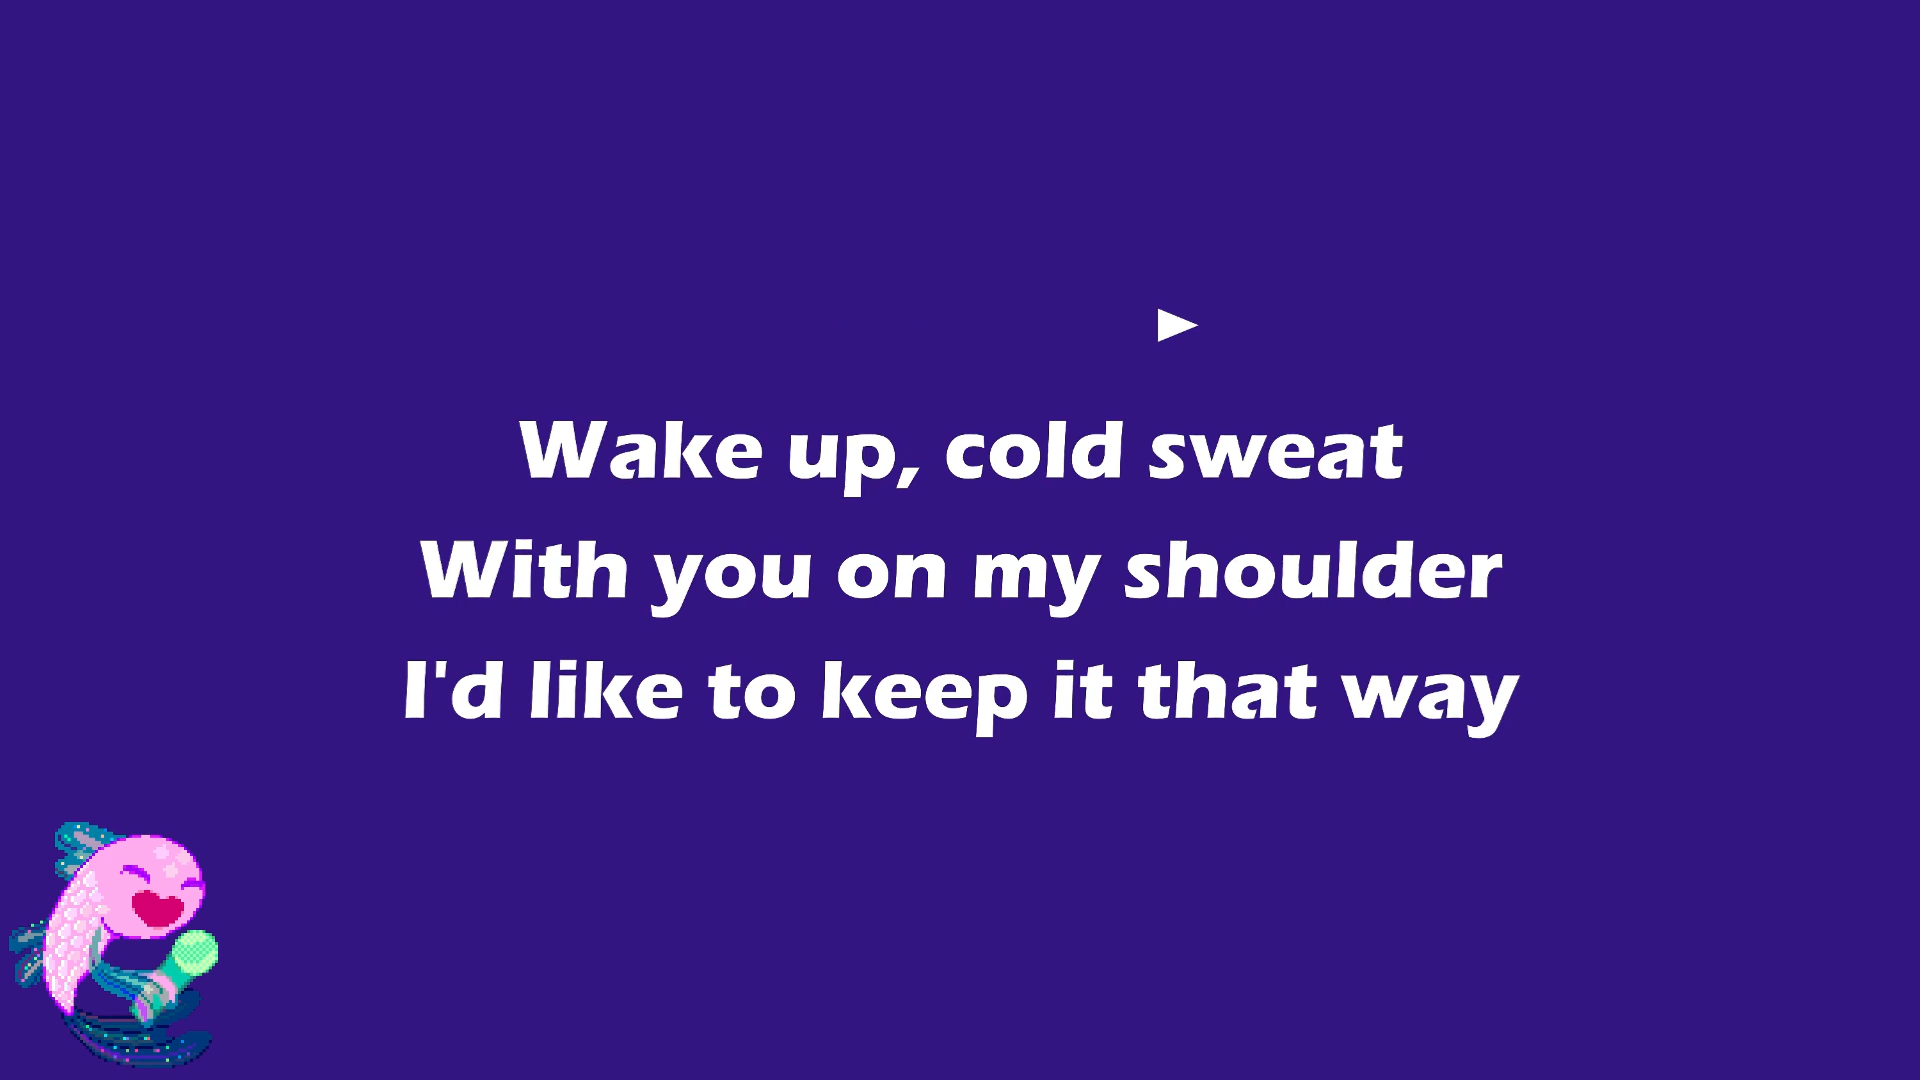 Wake up, cold sweat
With you on my shoulder
I'd like to keep it that way